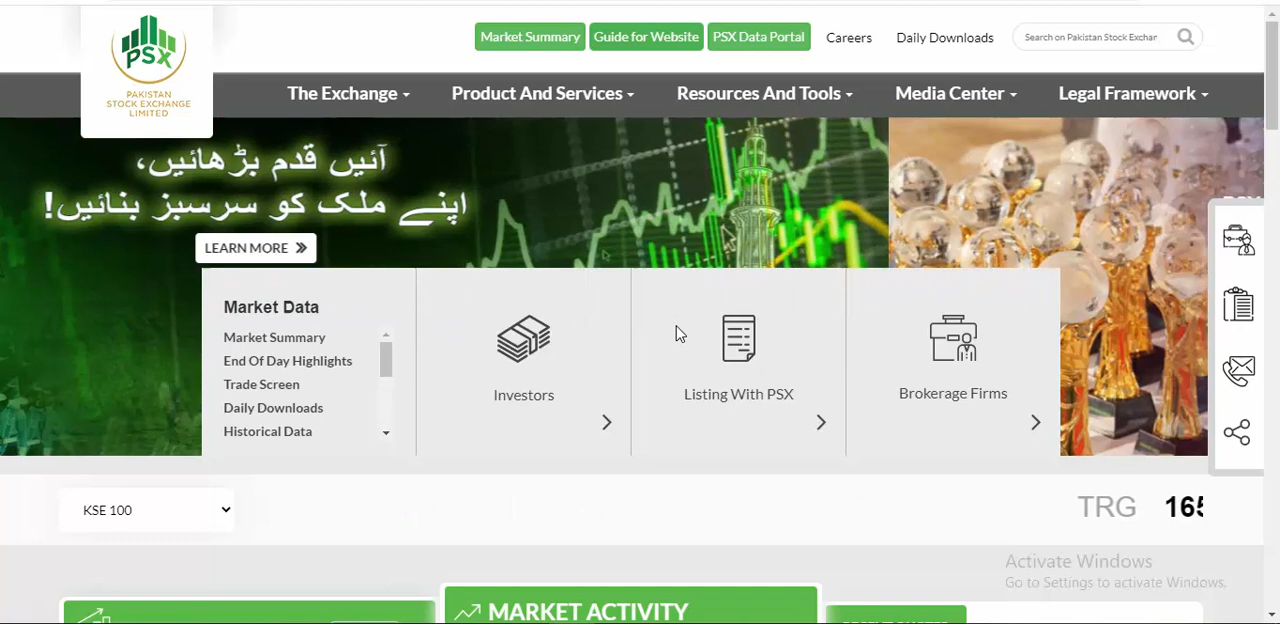 Market Summary
Guide for Website
PSX Data Portal
Careers
Daily Downloads
Search on Pakistan Stock Exchar
PSX
PAKISTAN
STOCK EXCHANGE
LIMITED
The Exchange
Product And Services
Resources And Tools
Media Center
Legal Framework
آئیں قدم بڑھائیں،
اپنے ملک کو سرسبز بنائیں!
LEARN MORE
Market Data
Market Summary
End Of Day Highlights
Trade Screen
Daily Downloads
Historical Data
Investors
Listing With PSX
Brokerage Firms
KSE 100
TRG
Activate Windows
Go to Settings to activate Windows.
MARKET ACTIVITY